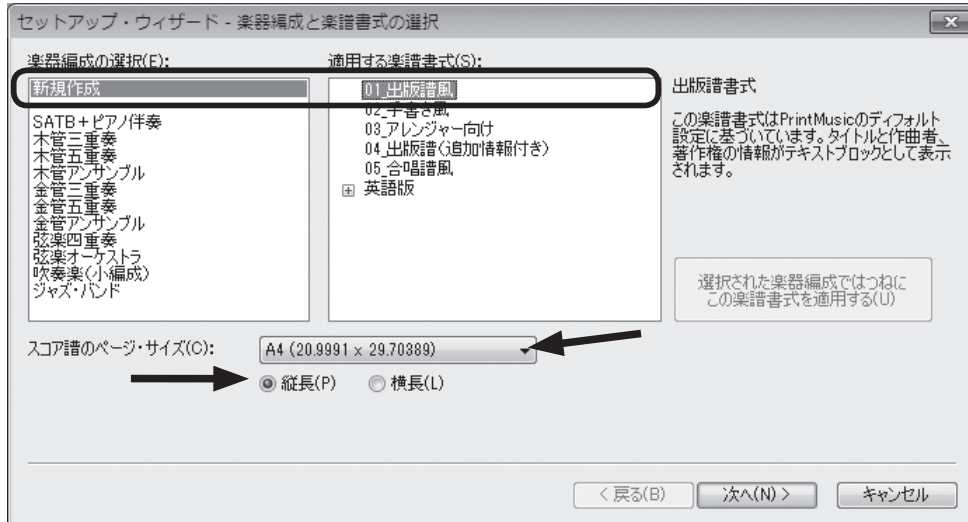 セットアップ・ウィザード - 楽器編成と楽譜書式の選択
楽器編成の選択(E):
新規作成
SATB+ピアノ伴奏
木管三重奏
木管五重奏
木管アンサンブル
金管三重奏
金管五重奏
金管アンサンブル
弦楽四重奏
弦楽オーケストラ
吹奏楽(小編成)
ジャズ・バンド
適用する楽譜書式(S):
01_出版譜風
02_手書き風
03_アレンジャー向け
04_出版譜(追加情報付き)
05_合唱譜風
英語版
出版譜書式
この楽譜書式はPrintMusicのディフォルト
設定に基づいています。タイトルと作曲者、
著作権の情報がテキストブロックとして表示
されます。
選択された楽器編成ではつねに
この楽譜書式を適用する(U)
スコア譜のページ・サイズ(C):
A4 (20.9991 x 29.70389)
縦長(P)
横長(L)
< 戻る(B)
次へ(N) >
キャンセル